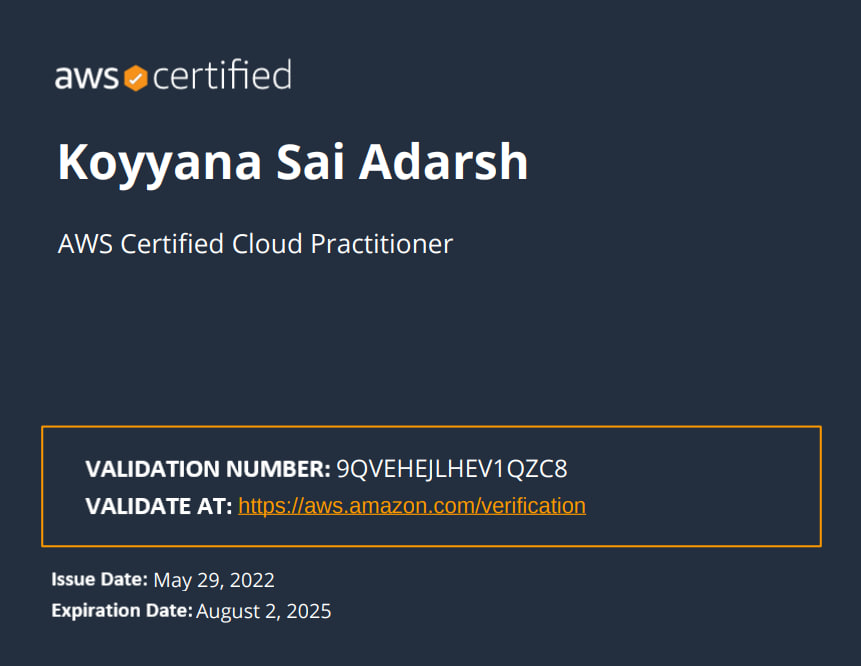 aws certified
Koyyana Sai Adarsh
AWS Certified Cloud Practitioner
VALIDATION NUMBER: 9QVEHEJLHEV1QZC8
VALIDATE AT: https://aws.amazon.com/verification
Issue Date: May 29, 2022
Expiration Date: August 2, 2025